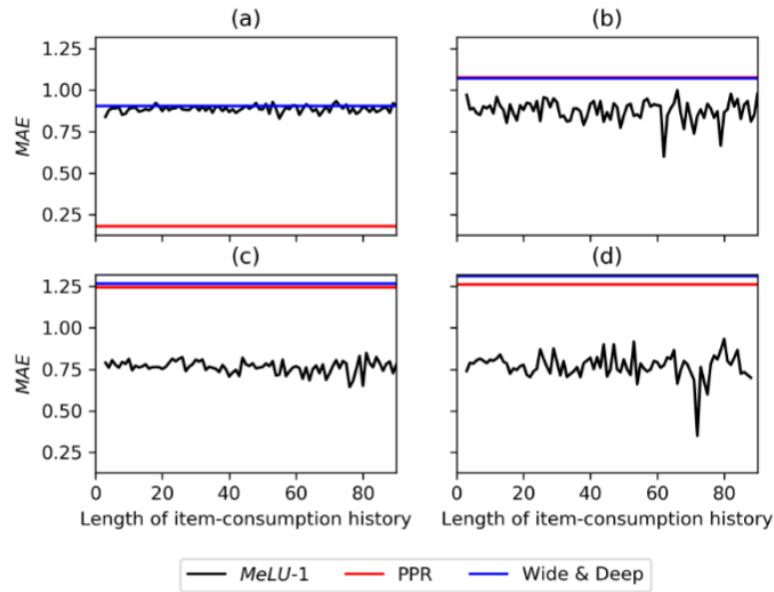 (a)
(b)
MAE
1.25
1.00
0.75
0.50
0.25
(c)
(d)
MAE
1.25
1.00
0.75
0.50
0.25
0 20 40 60 80
0 20 40 60 80
Length of item-consumption history
Length of item-consumption history
MeLU-1 PPR Wide & Deep